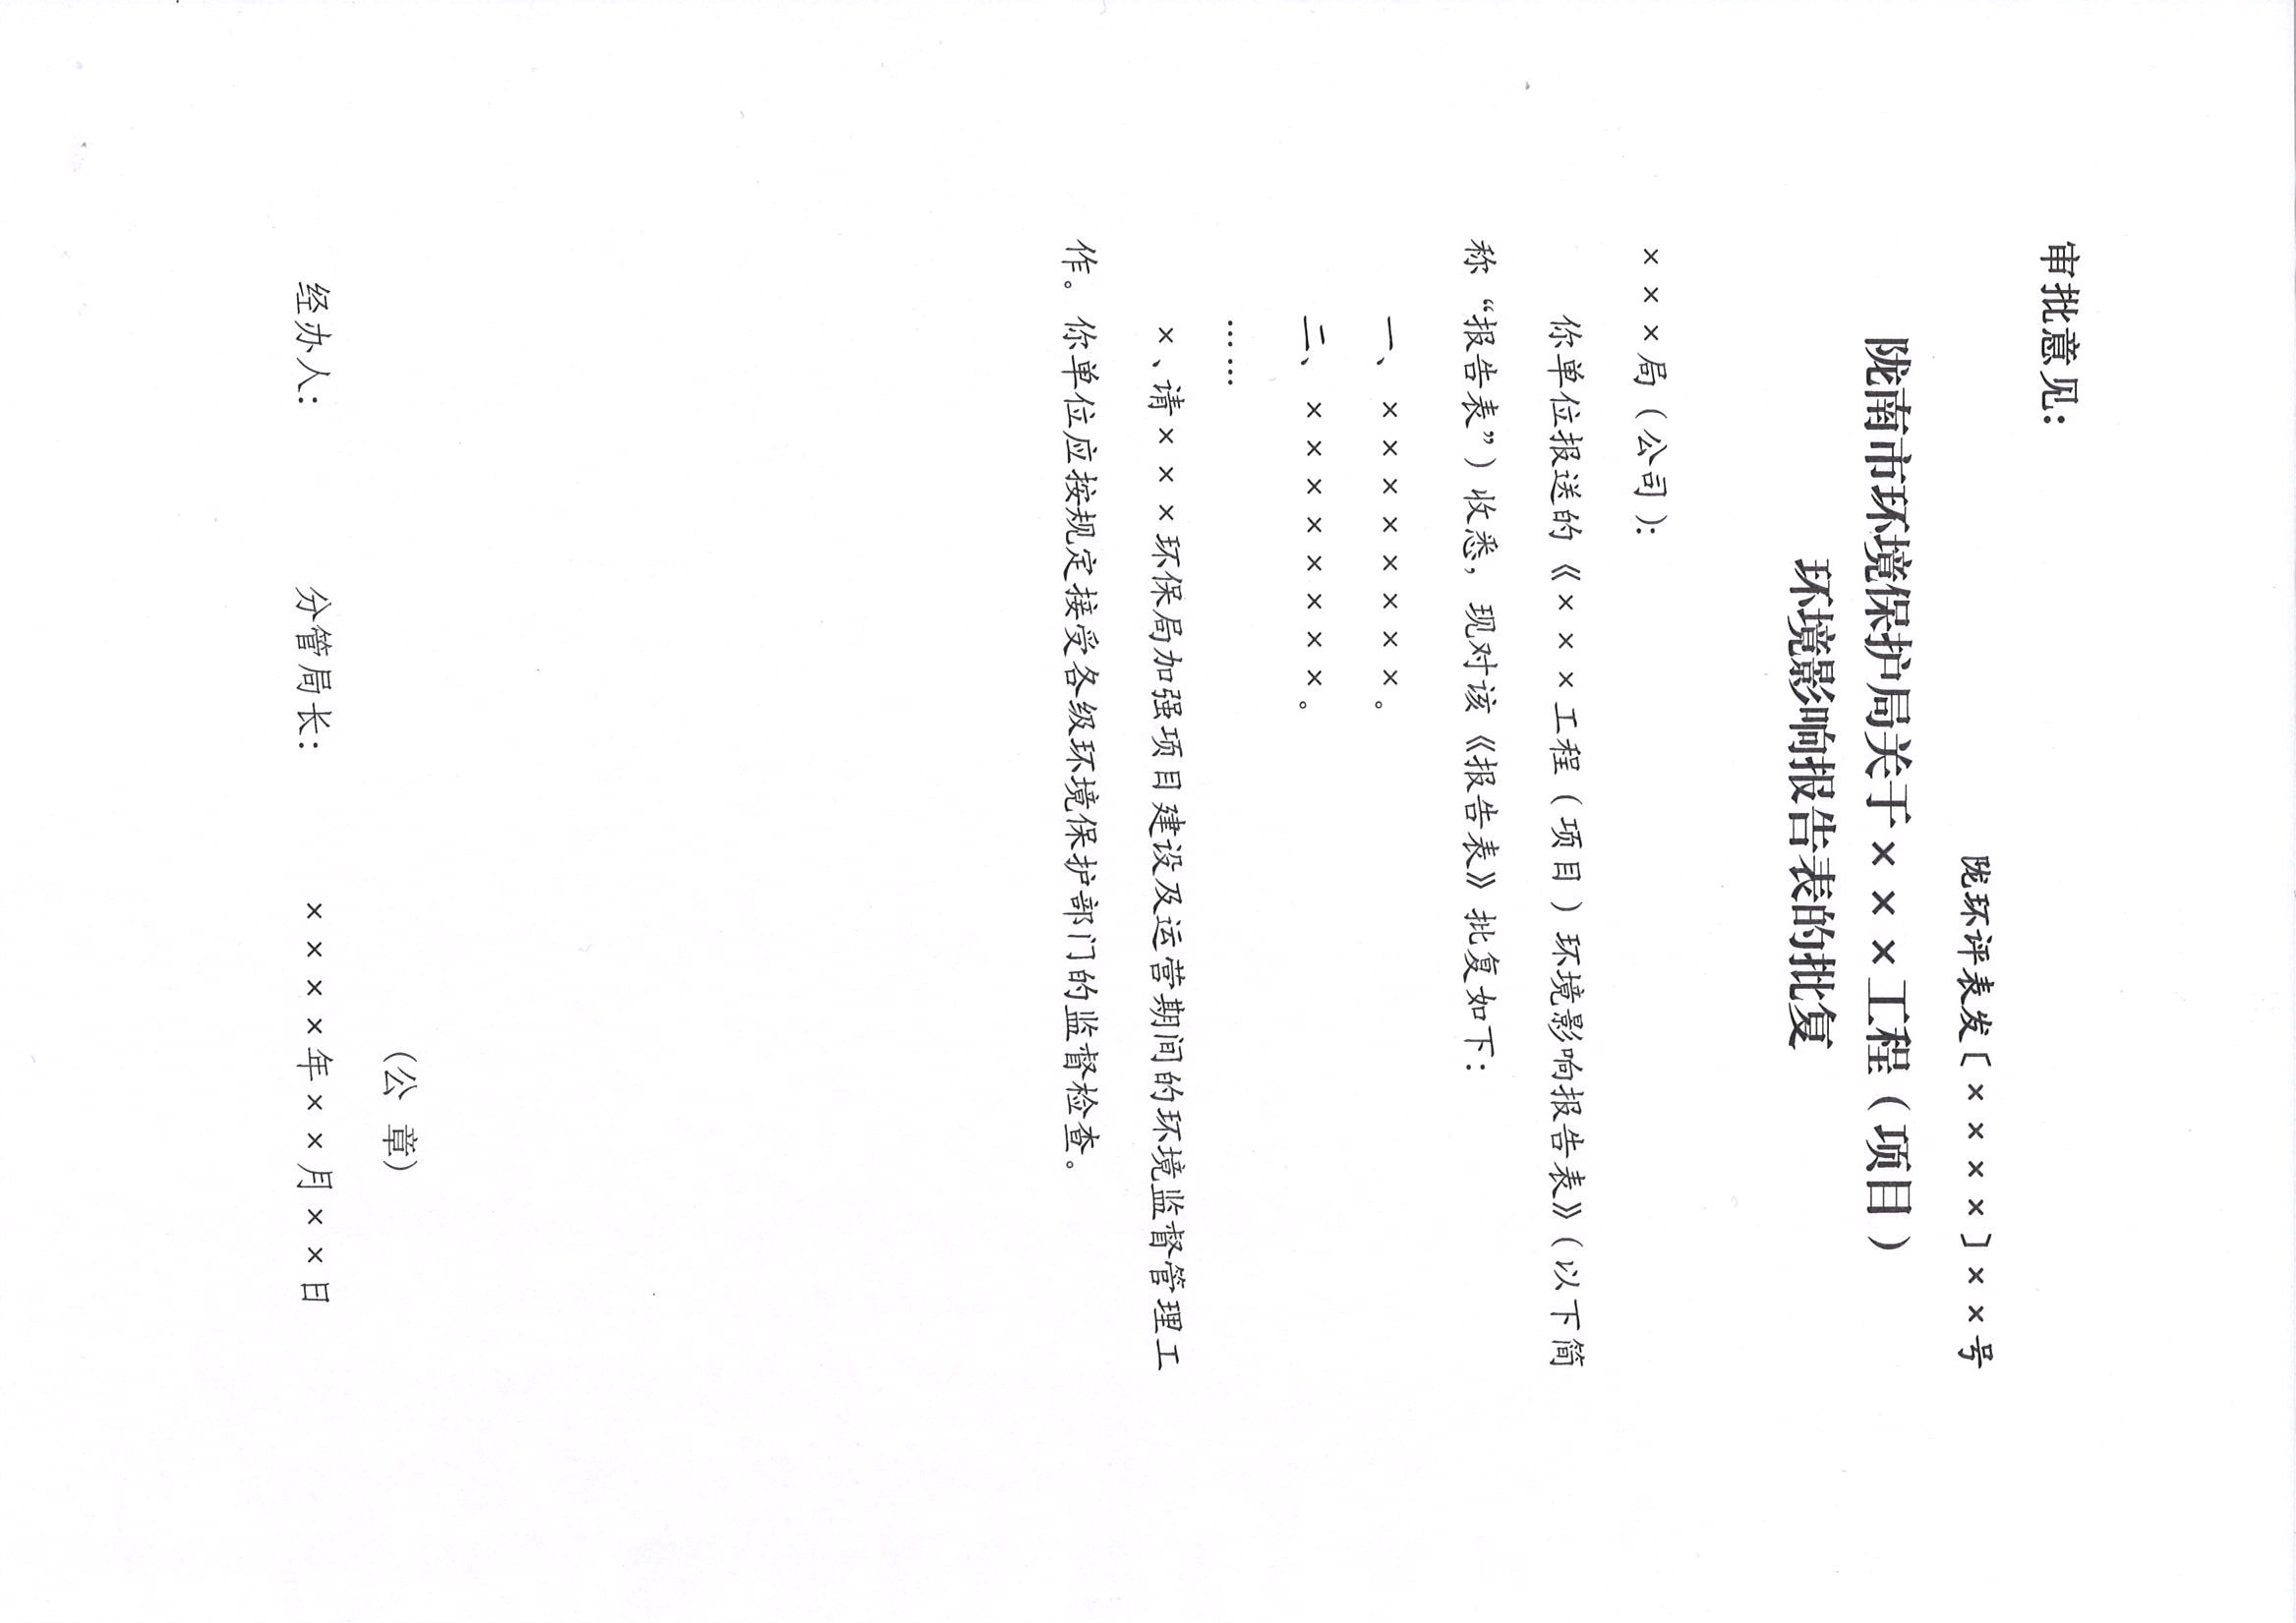 审批意见：
陇环评表发〔××××〕××号
陇南市环境保护局关于×××工程（项目）
环境影响报告表的批复
×××局（公司）：
你单位报送的《×××工程（项目）环境影响报告表》（以下简
称“报告表”）收悉，现对该《报告表》批复如下：
一、××××××××。
二、××××××××。
……
×、请×××环保局加强项目建设及运营期间的环境监督管理工
作。你单位应按规定接受各级环境保护部门的监督检查。
（公 章）
经办人： 分管局长： ××××年××月××日